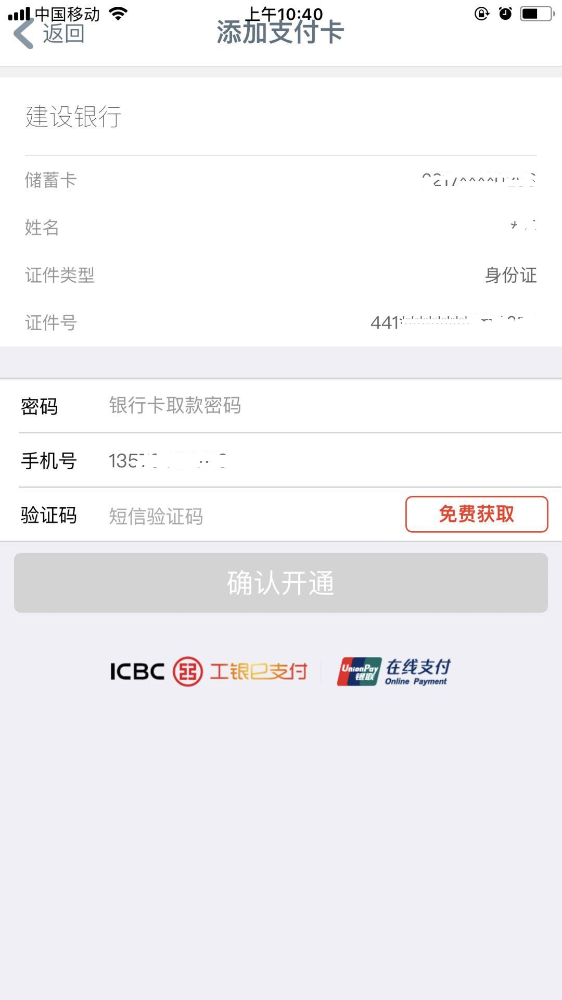 中国移动 上午10:40
返回 添加支付卡
建设银行
储蓄卡
姓名
证件类型 身份证
证件号 441
密码 银行卡取款密码
手机号 135
验证码 短信验证码 免费获取
确认开通
ICBC 工银e支付 UnionPay 银联 在线支付 Online Payment